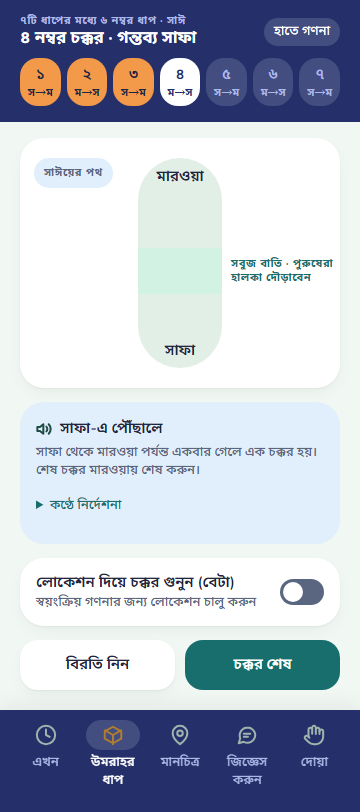 ৭টি ধাপের মধ্যে ৬ নম্বর ধাপ · সাঈ
৪ নম্বর চক্কর · গন্তব্য সাফা
হাতে গণনা
১ ২ ৩ ৪ ৫ ৬ ৭
স→ম ম→স স→ম ম→স স→ম ম→স স→ম
সাঈয়ের পথ
মারওয়া
সবুজ বাতি · পুরুষেরা
হালকা দৌড়াবেন
সাফা
সাফা-এ পৌঁছালে
সাফা থেকে মারওয়া পর্যন্ত একবার গেলে এক চক্কর হয়।
শেষ চক্কর মারওয়ায় শেষ করুন।
কণ্ঠে নির্দেশনা
লোকেশন দিয়ে চক্কর গুনুন (বেটা)
স্বয়ংক্রিয় গণনার জন্য লোকেশন চালু করুন
বিরতি নিন
চক্কর শেষ
এখন
উমরাহর
ধাপ
মানচিত্র
জিজ্ঞেস
করুন
দোয়া